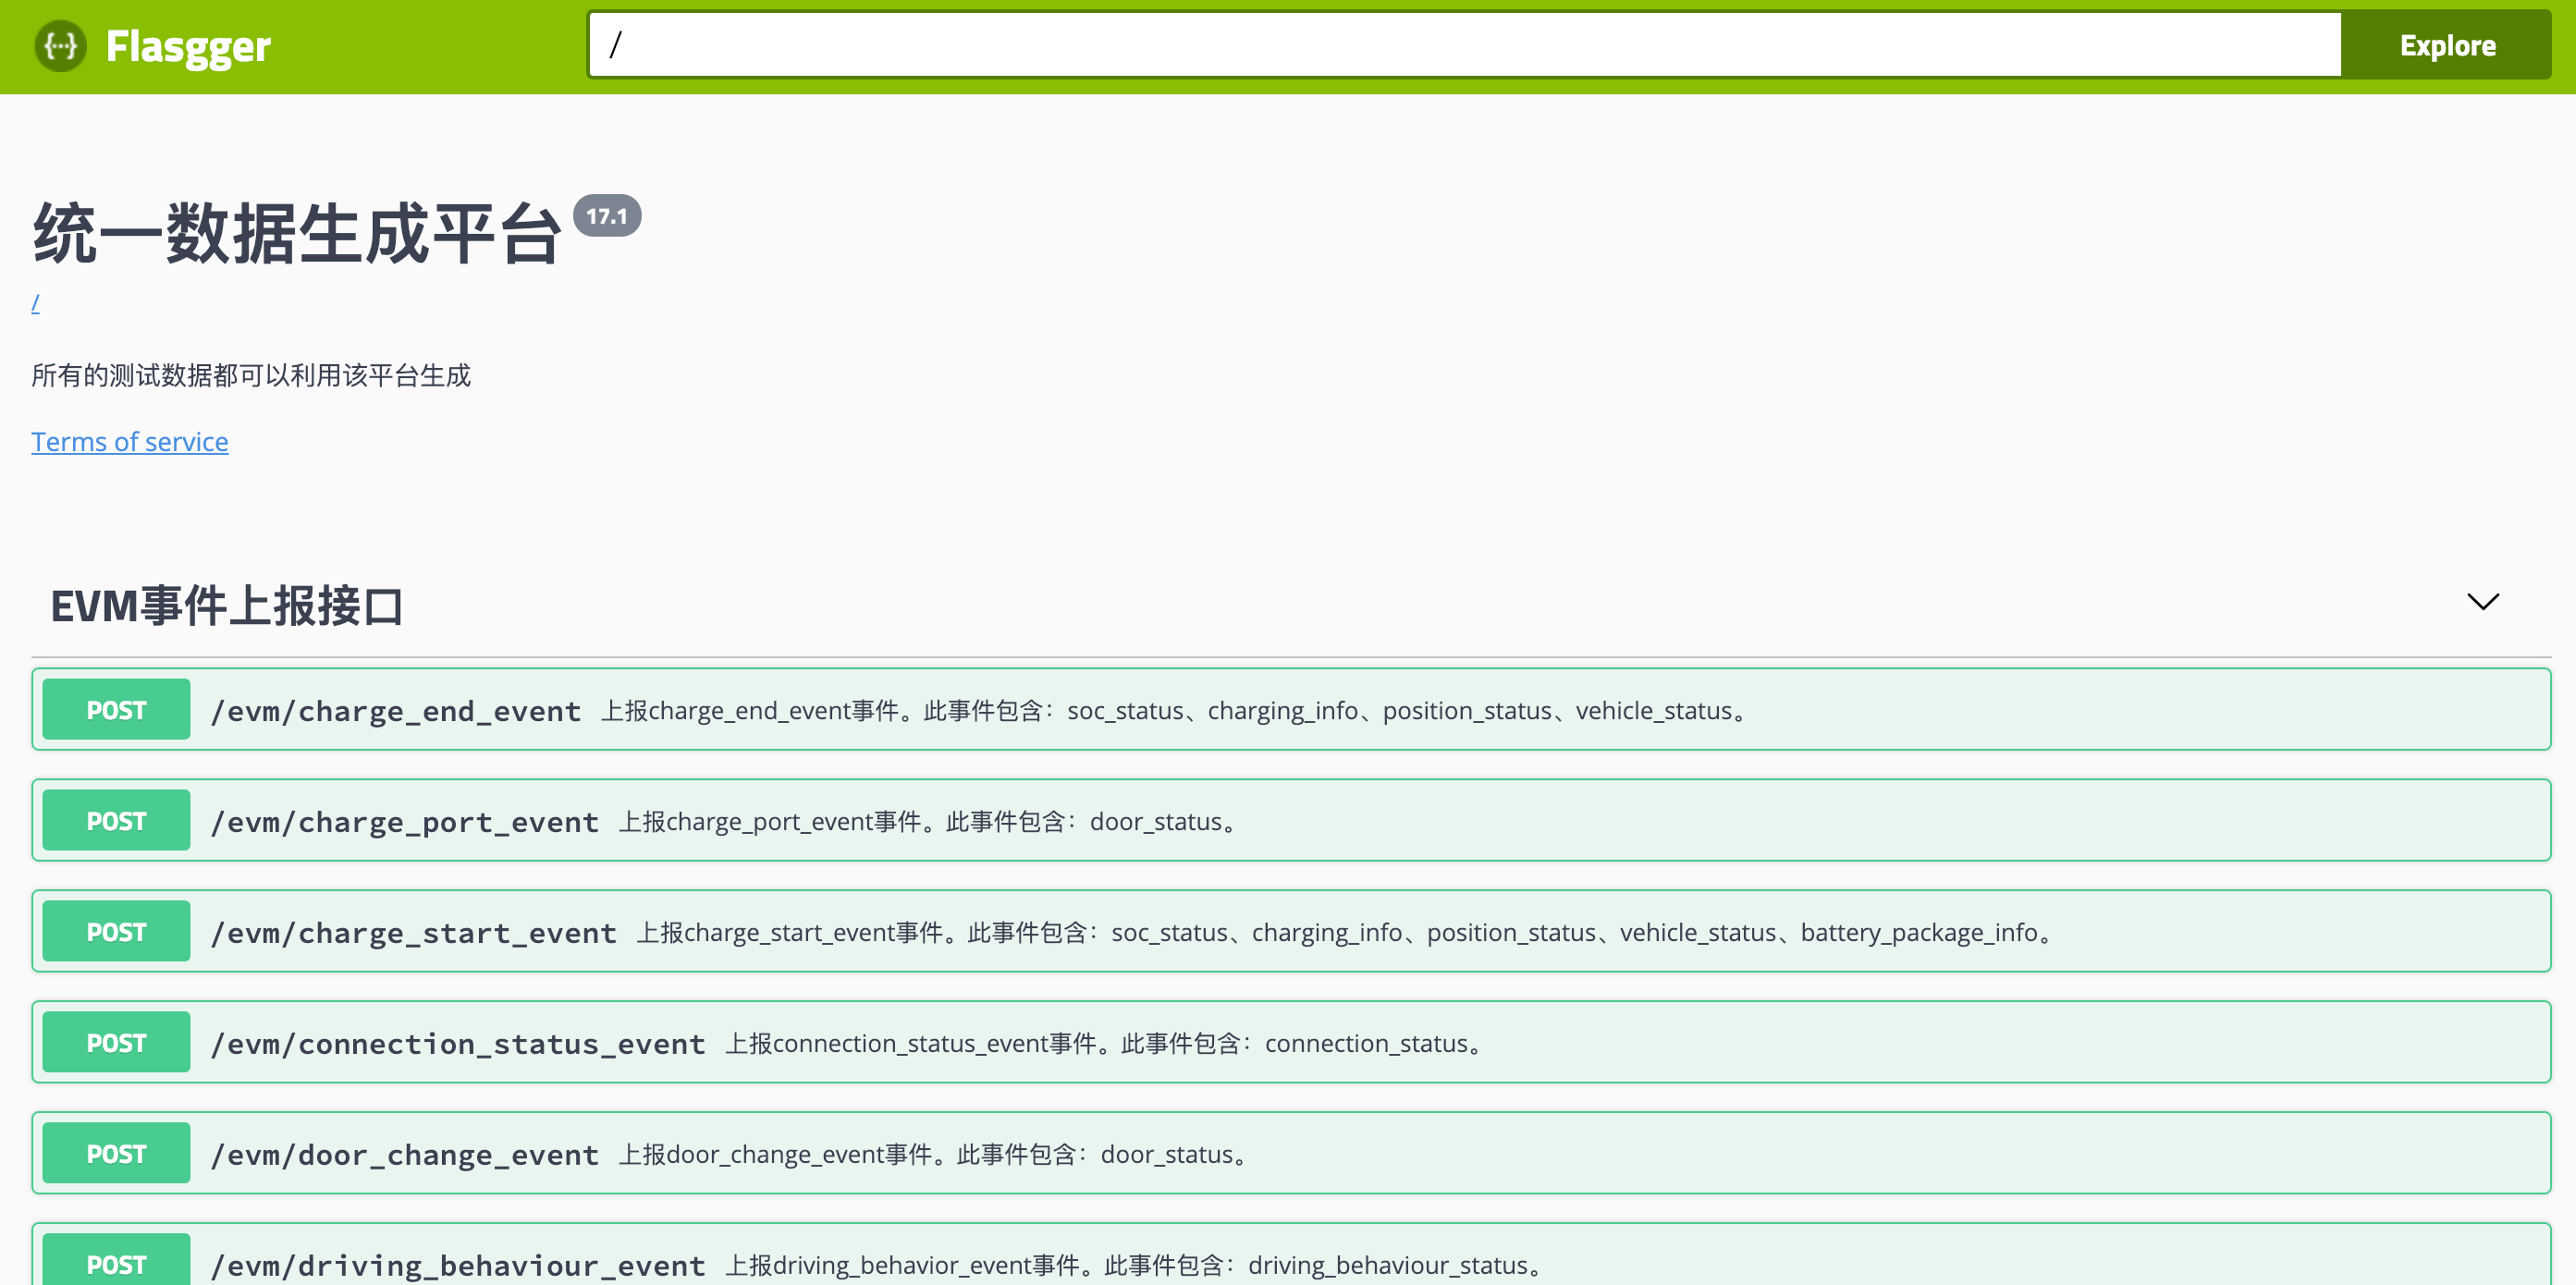 Flasgger
/
Explore
统一数据生成平台 17.1
/
所有的测试数据都可以利用该平台生成
Terms of service
EVM事件上报接口
POST /evm/charge_end_event 上报charge_end_event事件。此事件包含：soc_status、charging_info、position_status、vehicle_status。
POST /evm/charge_port_event 上报charge_port_event事件。此事件包含：door_status。
POST /evm/charge_start_event 上报charge_start_event事件。此事件包含：soc_status、charging_info、position_status、vehicle_status、battery_package_info。
POST /evm/connection_status_event 上报connection_status_event事件。此事件包含：connection_status。
POST /evm/door_change_event 上报door_change_event事件。此事件包含：door_status。
POST /evm/driving_behaviour_event 上报driving_behavior_event事件。此事件包含：driving_behaviour_status。